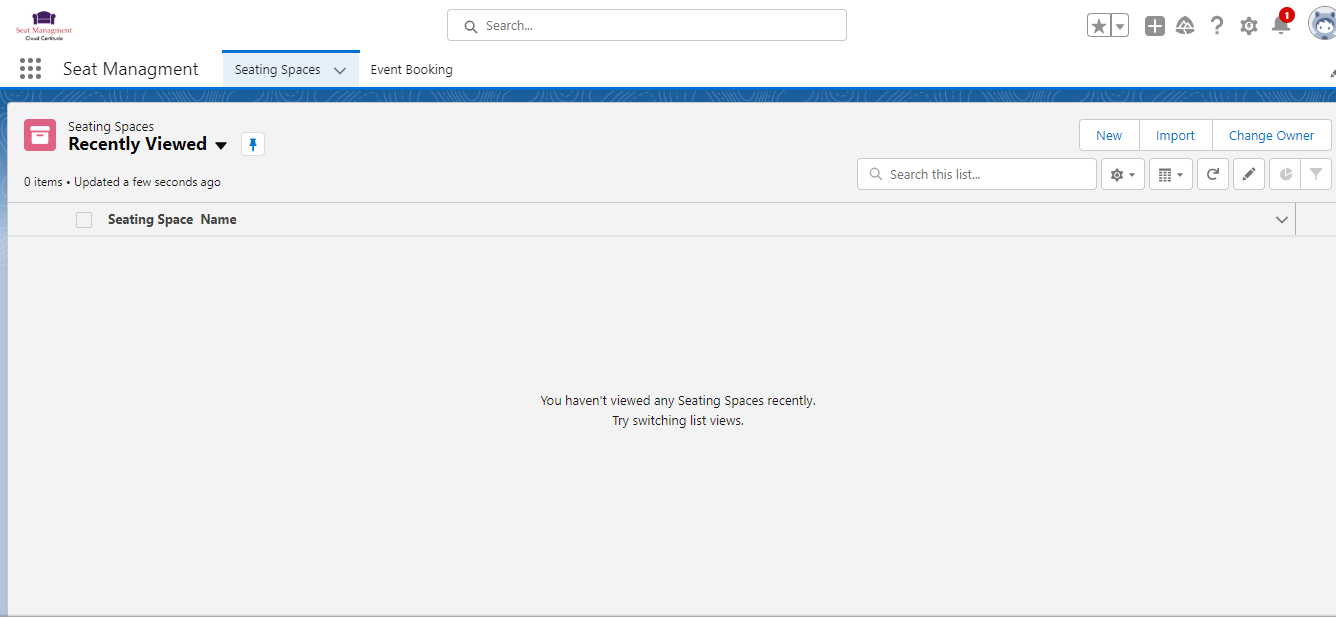 Seat Managment
Cloud Certitude
Search...
1
Seat Managment
Seating Spaces
Event Booking
Seating Spaces
Recently Viewed
New
Import
Change Owner
0 items • Updated a few seconds ago
Search this list...
Seating Space Name
You haven't viewed any Seating Spaces recently.
Try switching list views.